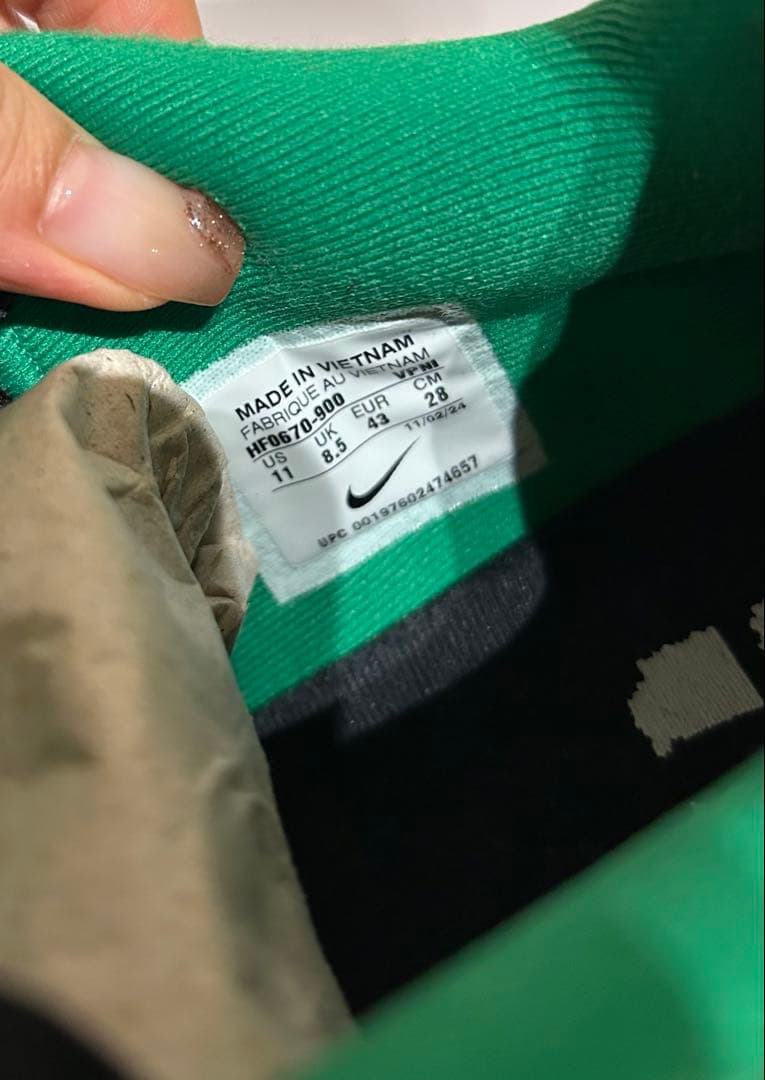 MADE IN VIETNAM
FABRIQUE AU VIETNAM
HF0670-900 VPNI
US UK EUR CM
11 8.5 43 28
11/02/24
UPC 00197602474657